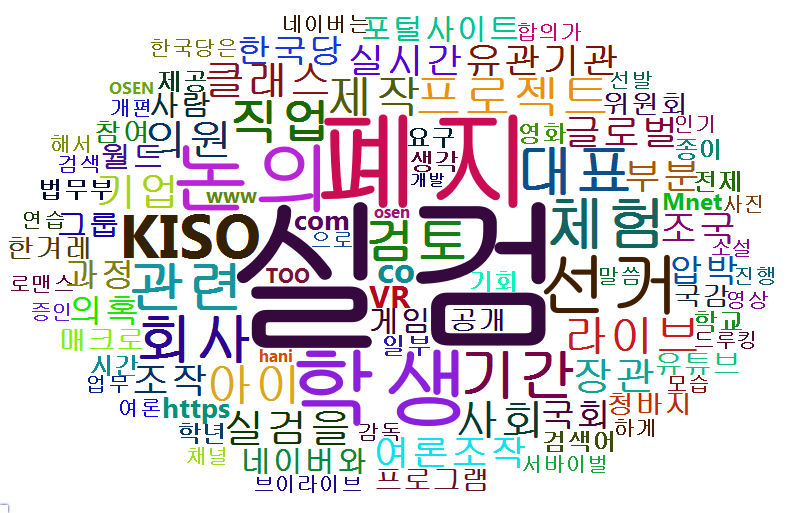 네이버는
포털사이트
합의가
한국당은
한국당
실시간
유관기관
OSEN
제공
클래스
제작
프로젝트
선발
개편
사람
직업
위원회
참여
의원
폐지
요구
영화
글로벌
인기
해서
월드
논의
생각
대표
종이
검색
기업
개발
부분
전제
법무부
www
Mnet
사진
연습
그룹
KISO
com
osen
검토
체험
조국
한겨레
으로
소설
실검
로맨스
과정
관련
TOO
co
기회
선거
말씀
압박
진행
증인
의혹
VR
국감
영상
매크로
회사
게임
공개
라이브
학교
드루킹
시간
hani
일부
유튜브
업무
조작
아이
학생
기간
장관
모습
여론
https
실검을
감독
사회
국회
청바지
학년
검색어
하게
채널
네이버와
여론조작
서바이벌
브이라이브
프로그램